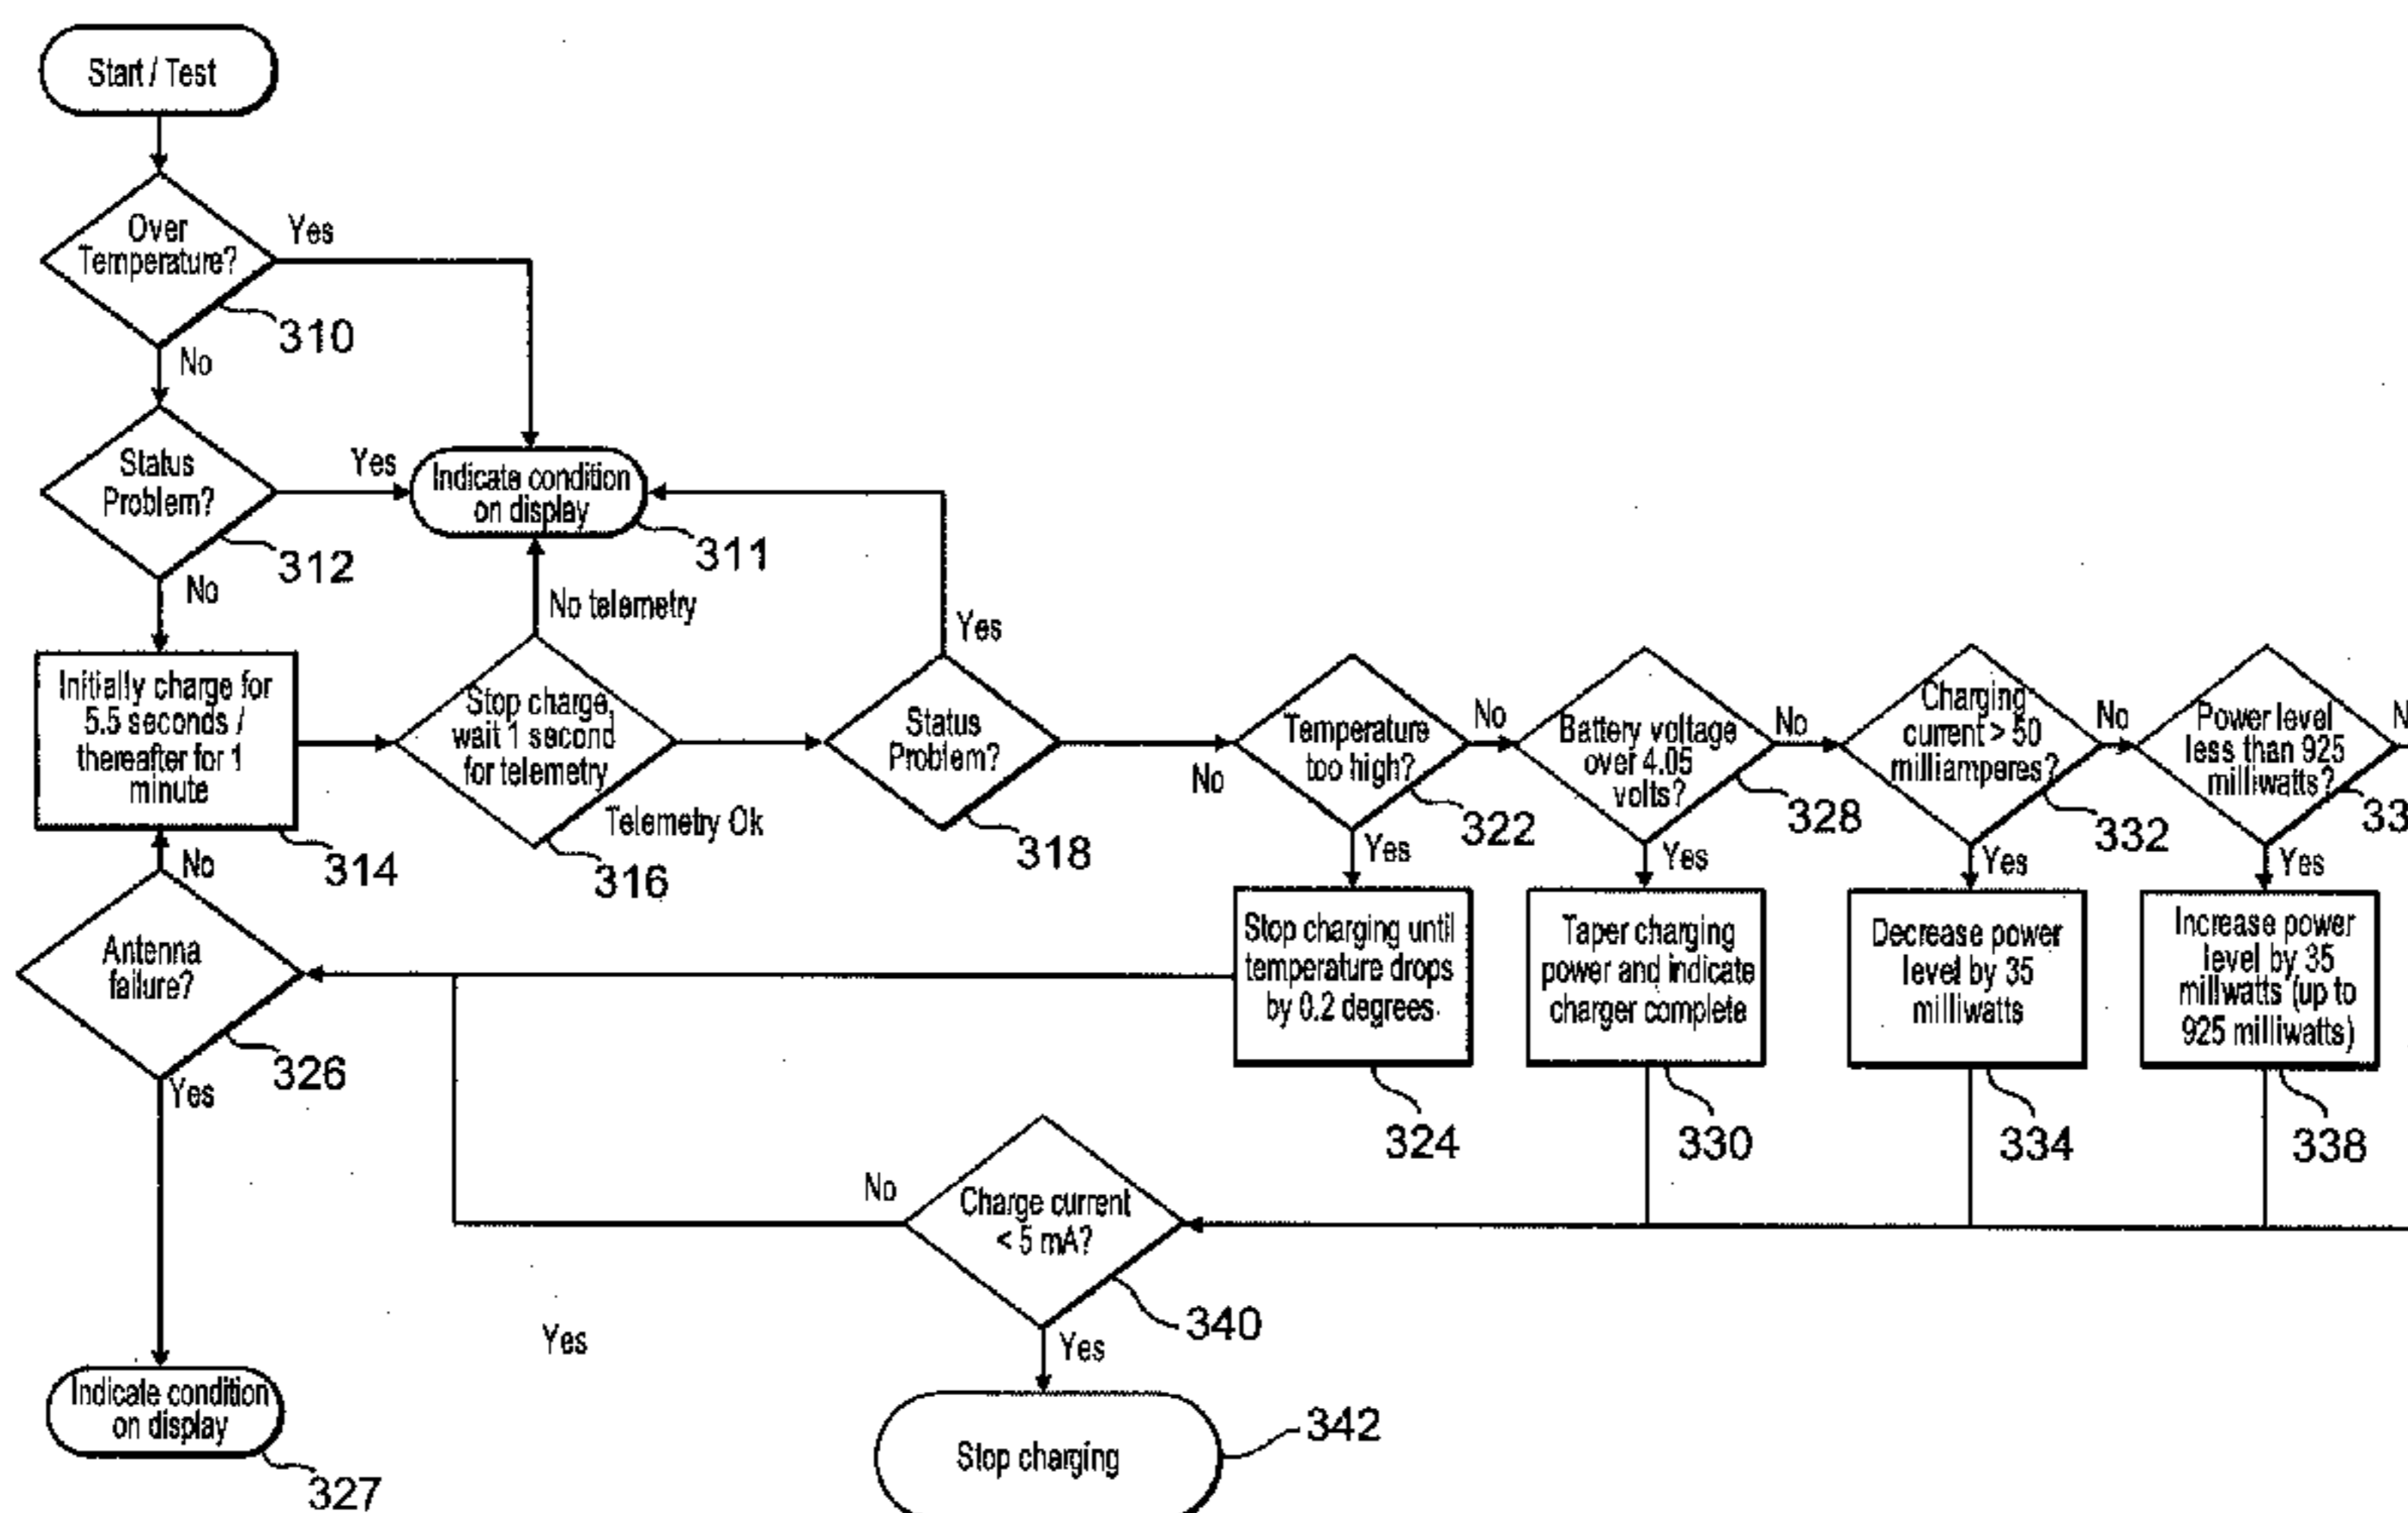 Start / Test
Over
Temperature?
Yes
310
No
Status
Problem?
Yes
312
No
Indicate condition
on display
311
No telemetry
Initially charge for
5.5 seconds /
thereafter for 1
minute
314
Stop charge,
wait 1 second
for telemetry
Telemetry Ok
316
Yes
Status
Problem?
No
318
Temperature
too high?
No
322
Yes
Battery voltage
over 4.05
volts?
No
328
Yes
Charging
current > 50
milliamperes?
No
332
Yes
Power level
less than 925
milliwatts?
Yes
No
Antenna
failure?
326
Yes
Stop charging until
temperature drops
by 0.2 degrees
324
Taper charging
power and indicate
charger complete
330
Decrease power
level by 35
milliwatts
334
Increase power
level by 35
millwatts (up to
925 milliwatts)
338
No
Charge current
< 5 mA?
340
Yes
Yes
Indicate condition
on display
327
Stop charging
342